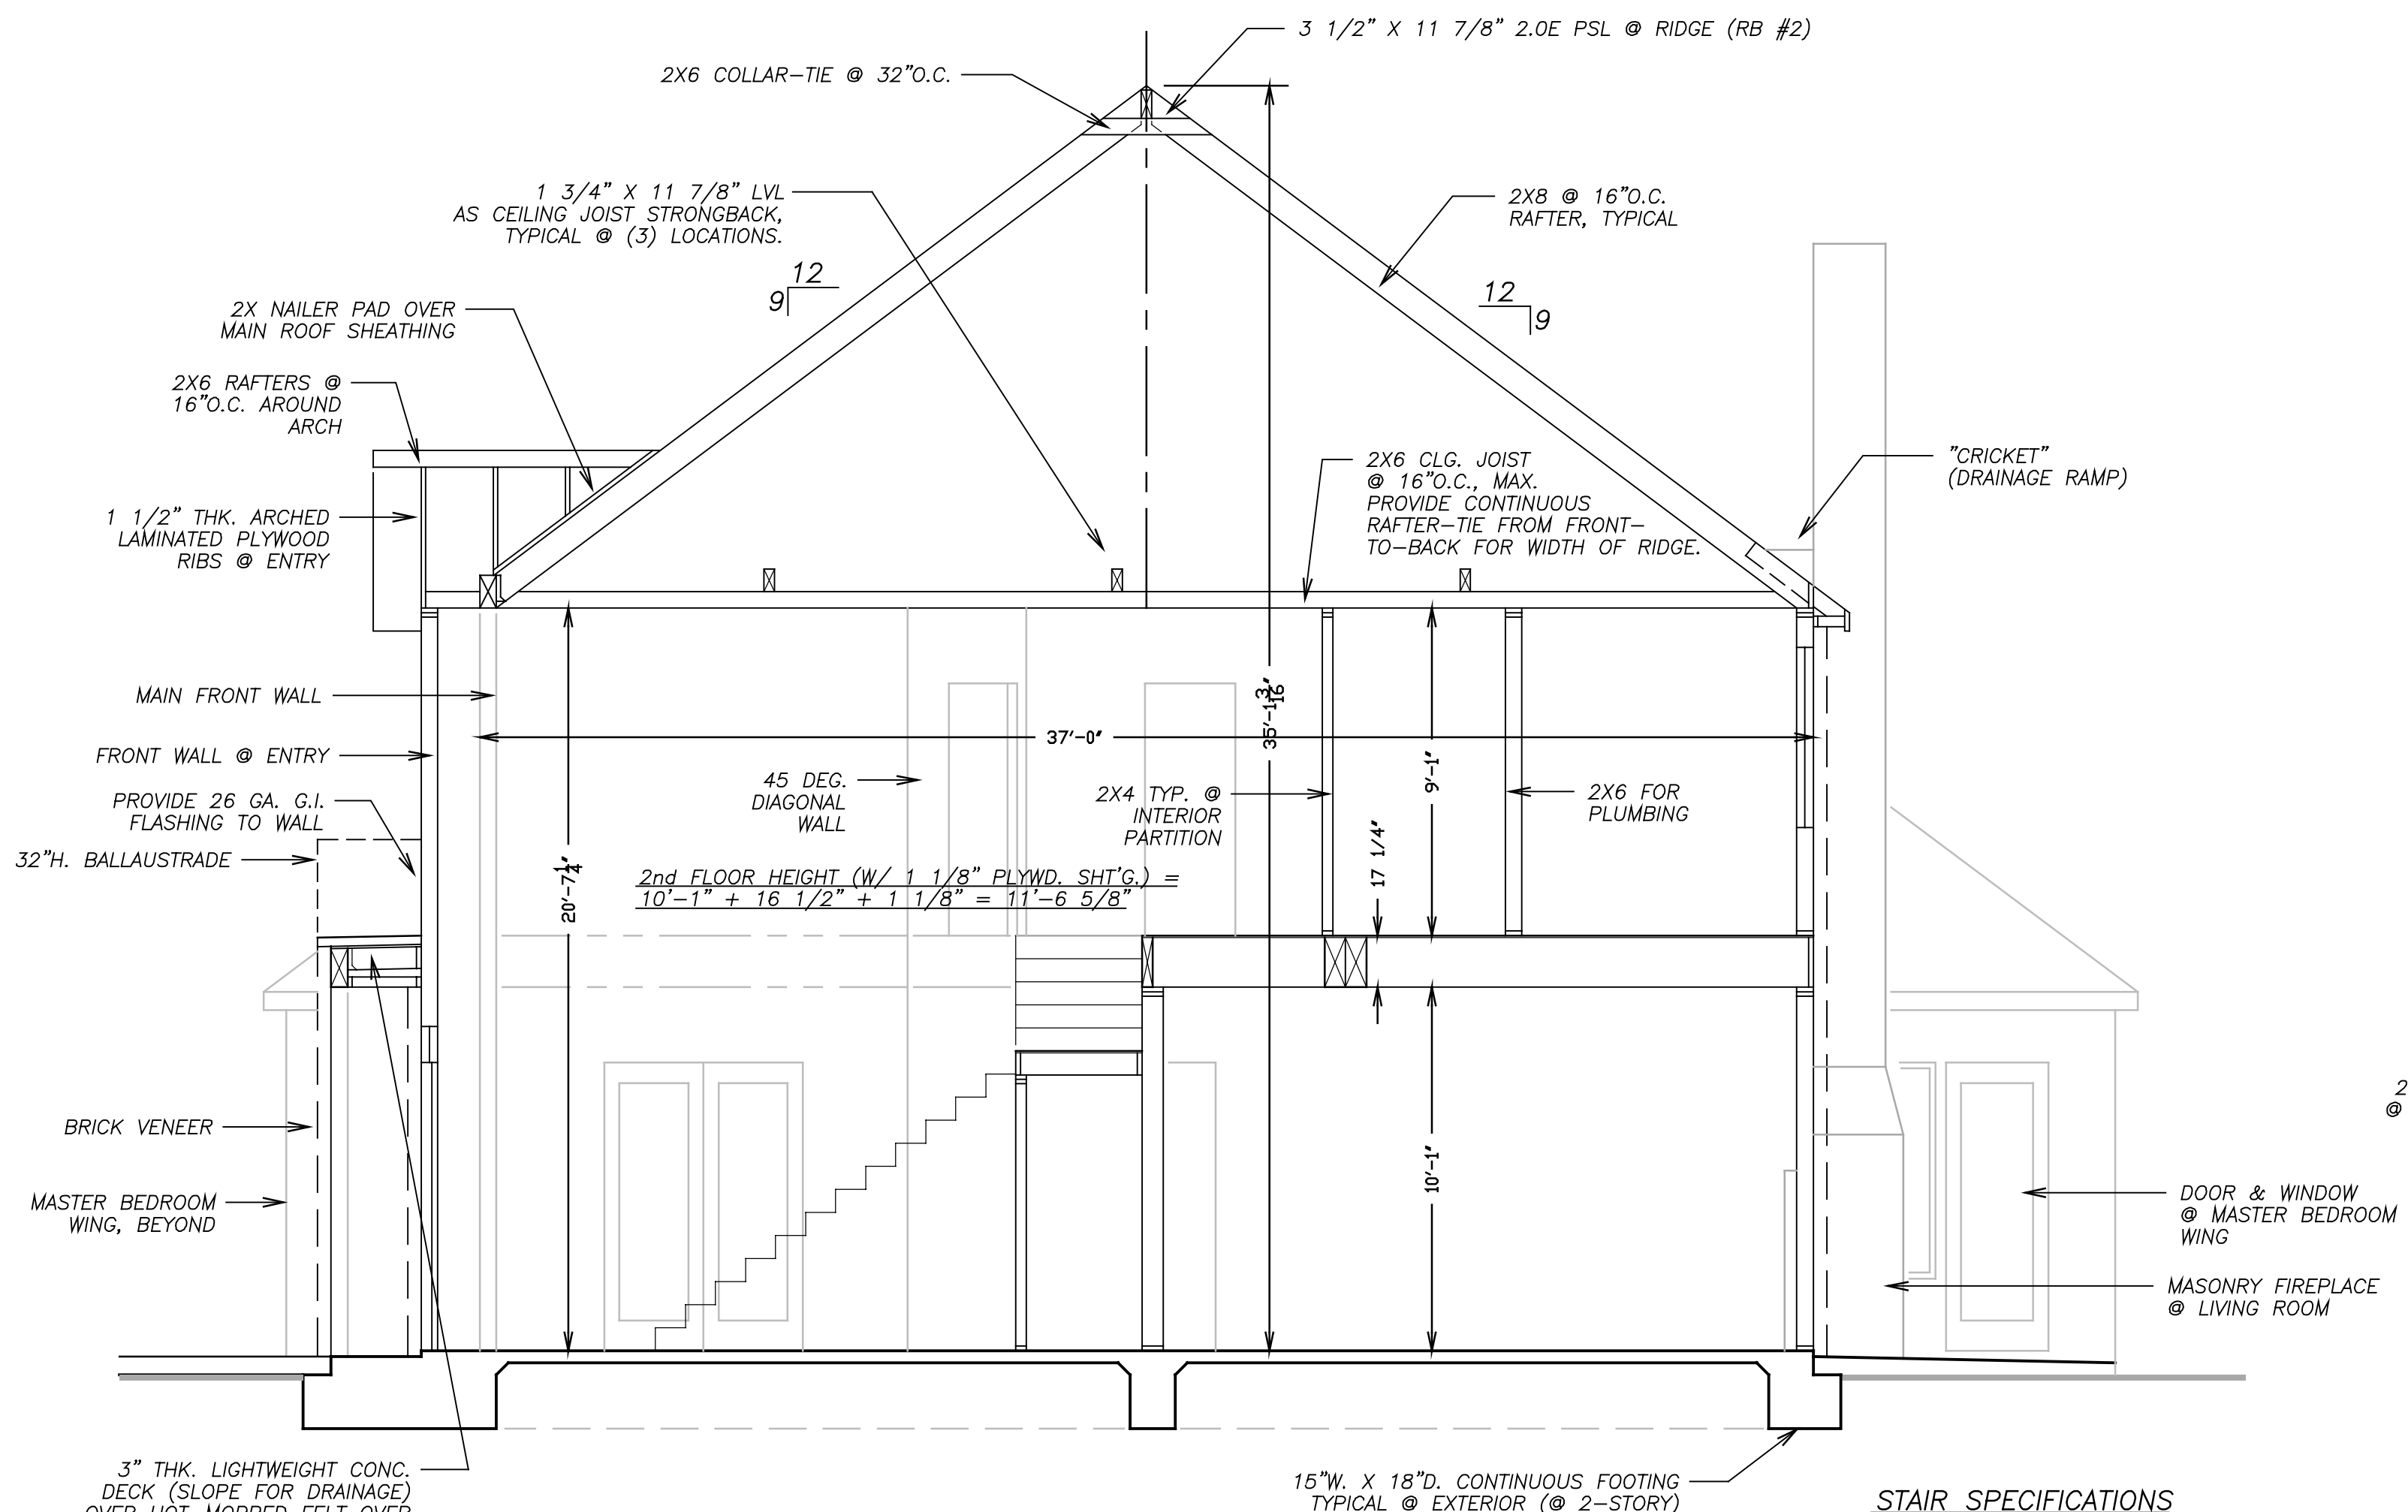 3 1/2" X 11 7/8" 2.0E PSL @ RIDGE (RB #2)
2X6 COLLAR-TIE @ 32"O.C.
1 3/4" X 11 7/8" LVL
AS CEILING JOIST STRONGBACK,
TYPICAL @ (3) LOCATIONS.
2X8 @ 16"O.C.
RAFTER, TYPICAL
12
9
12
9
2X NAILER PAD OVER
MAIN ROOF SHEATHING
2X6 RAFTERS @
16"O.C. AROUND
ARCH
2X6 CLG. JOIST
@ 16"O.C., MAX.
PROVIDE CONTINUOUS
RAFTER-TIE FROM FRONT-
TO-BACK FOR WIDTH OF RIDGE.
"CRICKET"
(DRAINAGE RAMP)
1 1/2" THK. ARCHED
LAMINATED PLYWOOD
RIBS @ ENTRY
MAIN FRONT WALL
35'-1 3/16"
37'-0"
FRONT WALL @ ENTRY
45 DEG.
DIAGONAL
WALL
2X4 TYP. @
INTERIOR
PARTITION
9'-1"
2X6 FOR
PLUMBING
PROVIDE 26 GA. G.I.
FLASHING TO WALL
32"H. BALLAUSTRADE
20'-7 1/4"
17 1/4"
2nd FLOOR HEIGHT (W/ 1 1/8" PLYWD. SHT'G.) =
10'-1" + 16 1/2" + 1 1/8" = 11'-6 5/8"
2
@
BRICK VENEER
10'-1"
MASTER BEDROOM
WING, BEYOND
DOOR & WINDOW
@ MASTER BEDROOM
WING
MASONRY FIREPLACE
@ LIVING ROOM
3" THK. LIGHTWEIGHT CONC.
DECK (SLOPE FOR DRAINAGE)
OVER HOT MOPPED FELT OVER
15"W. X 18"D. CONTINUOUS FOOTING
TYPICAL @ EXTERIOR (@ 2-STORY)
STAIR SPECIFICATIONS